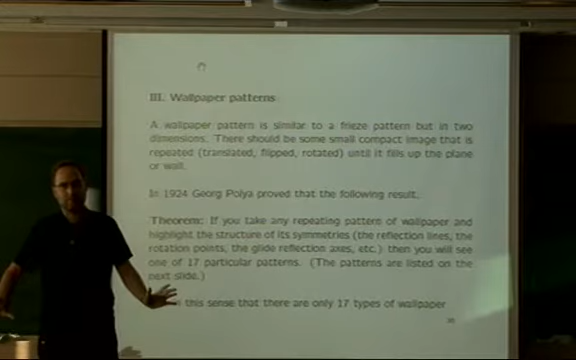 III. Wallpaper patterns
A wallpaper pattern is similar to a frieze pattern but in two
dimensions. There should be some small compact image that is
repeated (translated, flipped, rotated) until it fills up the plane
or wall.
In 1924 Georg Polya proved that the following result.
Theorem: If you take any repeating pattern of wallpaper and
highlight the structure of its symmetries (the reflection lines, the
rotation points, the glide reflection axes, etc.) then you will see
one of 17 particular patterns. (The patterns are listed on the
next slide.)
this sense that there are only 17 types of wallpaper